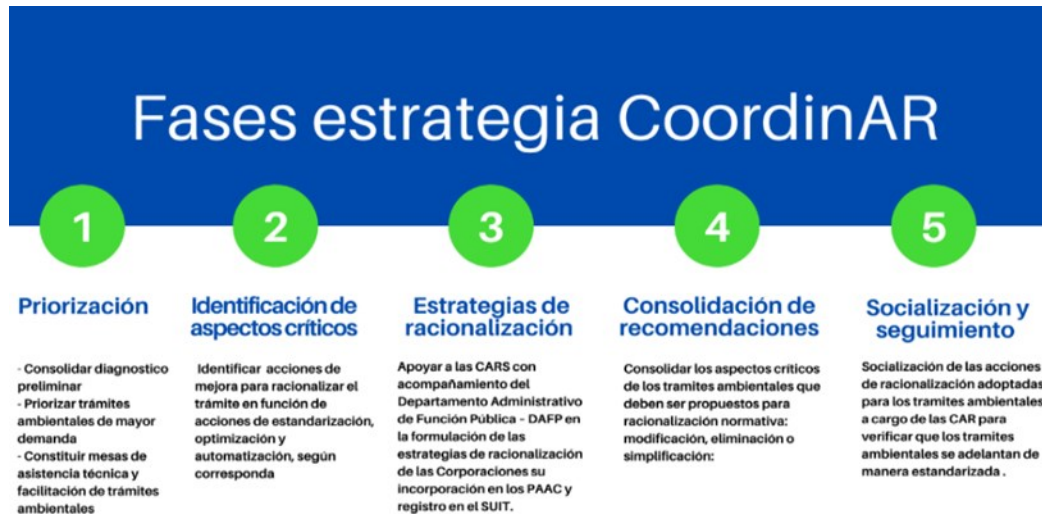 Fases estrategia CoordinAR
1
Priorización
- Consolidar diagnostico
preliminar
- Priorizar trámites
ambientales de mayor
demanda
- Constituir mesas de
asistencia técnica y
facilitación de trámites
ambientales
2
Identificación de
aspectos críticos
Identificar acciones de
mejora para racionalizar el
trámite en función de
acciones de estandarización,
optimización y
automatización, según
corresponda
3
Estrategias de
racionalización
Apoyar a las CARS con
acompañamiento del
Departamento Administrativo
de Función Pública – DAFP en
la formulación de las
estrategias de racionalización
de las Corporaciones su
incorporación en los PAAC y
registro en el SUIT.
4
Consolidación de
recomendaciones
Consolidar los aspectos críticos
de los tramites ambientales que
deben ser propuestos para
racionalización normativa:
modificación, eliminación o
simplificación:
5
Socialización y
seguimiento
Socialización de las acciones
de racionalización adoptadas
para los tramites ambientales
a cargo de las CAR para
verificar que los tramites
ambientales se adelantan de
manera estandarizada .